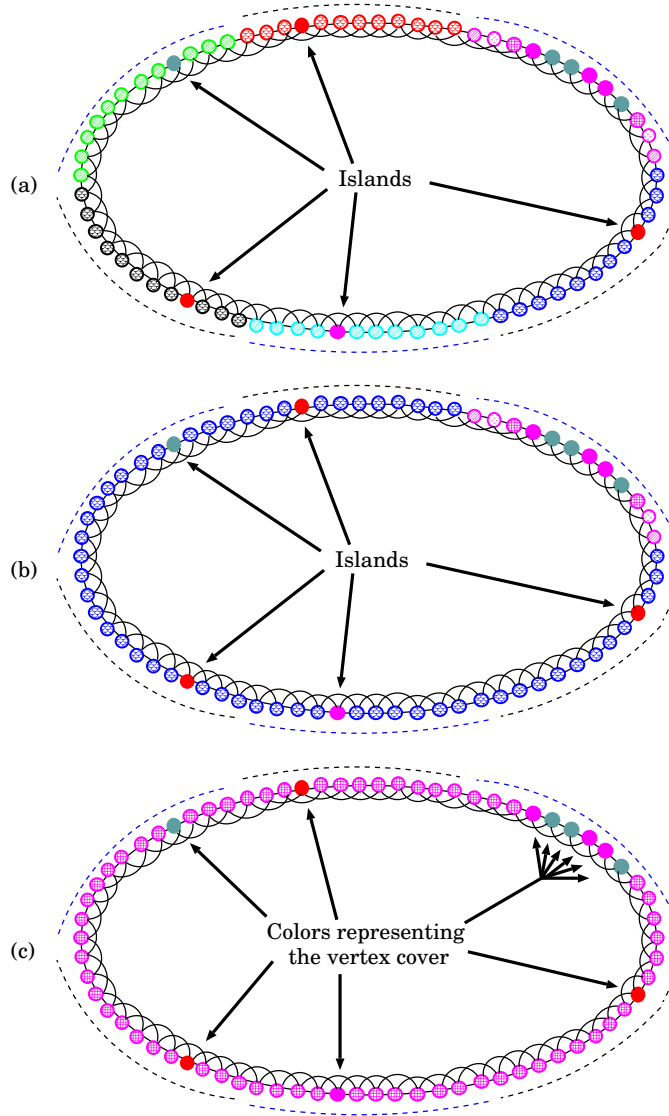 (a)
Islands
(b)
Islands
(c)
Colors representing
the vertex cover